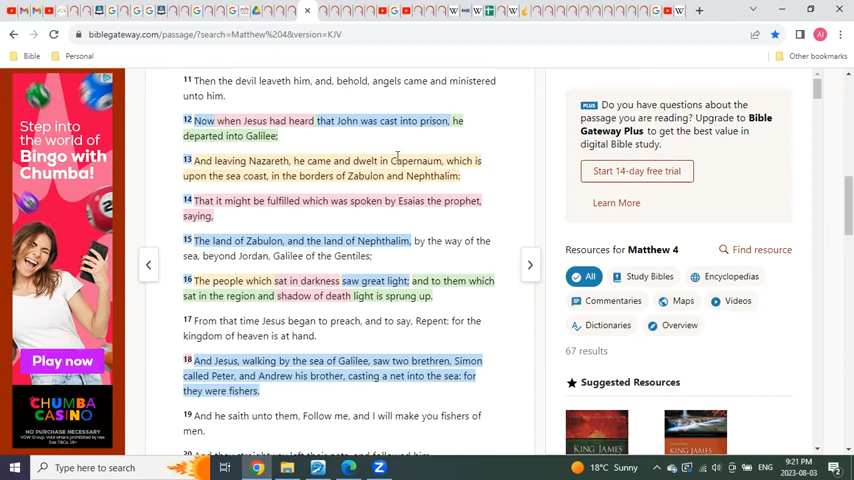 biblegateway.com/passage/?search=Matthew%204&version=KJV
AI
Bible
Personal
Other bookmarks
Step into
the world of
Bingo with
Chumba!
Play now
CHUMBA
CASINO
NO PURCHASE NECESSARY
11 Then the devil leaveth him, and, behold, angels came and ministered
unto him.
12 Now when Jesus had heard that John was cast into prison, he
departed into Galilee;
13 And leaving Nazareth, he came and dwelt in Capernaum, which is
upon the sea coast, in the borders of Zabulon and Nephthalim:
14 That it might be fulfilled which was spoken by Esaias the prophet,
saying,
15 The land of Zabulon, and the land of Nephthalim, by the way of the
sea, beyond Jordan, Galilee of the Gentiles;
16 The people which sat in darkness saw great light; and to them which
sat in the region and shadow of death light is sprung up.
17 From that time Jesus began to preach, and to say, Repent: for the
kingdom of heaven is at hand.
18 And Jesus, walking by the sea of Galilee, saw two brethren, Simon
called Peter, and Andrew his brother, casting a net into the sea: for
they were fishers.
19 And he saith unto them, Follow me, and I will make you fishers of
men.
PLUS Do you have questions about the
passage you are reading? Upgrade to Bible
Gateway Plus to get the best value in
digital Bible study.
Start 14-day free trial
Learn More
Resources for Matthew 4
Find resource
All
Study Bibles
Encyclopedias
Commentaries
Maps
Videos
Dictionaries
Overview
67 results
Suggested Resources
KING JAMES
KING JAMES
Type here to search
18°C Sunny
ENG
9:21 PM
2023-08-03